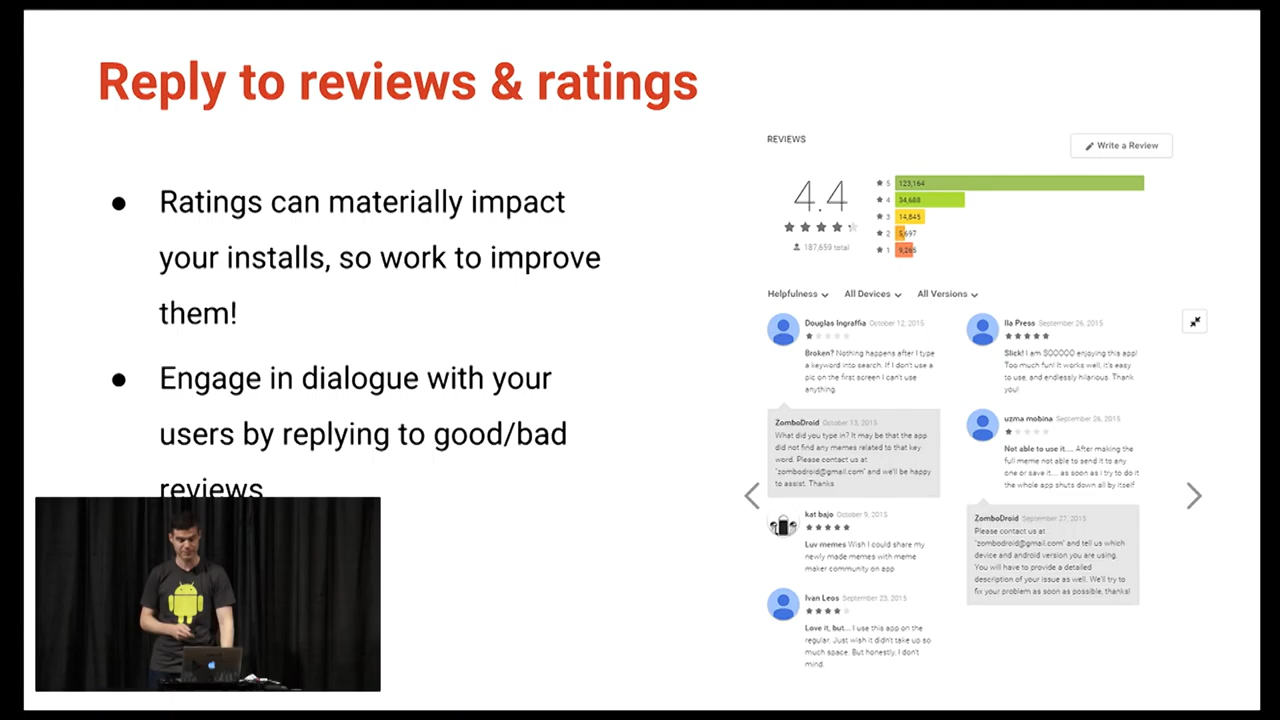 Reply to reviews & ratings
● Ratings can materially impact
your installs, so work to improve
them!
● Engage in dialogue with your
users by replying to good/bad
reviews
REVIEWS
Write a Review
4.4
187,659 total
5 123,164
4 34,688
3 14,845
2 5,697
1 9,265
Helpfulness All Devices All Versions
Douglas Ingraffia October 12, 2015
Broken? Nothing happens after I type
a keyword into search. If I don't use a
pic on the first screen I can't use
anything.
ZomboDroid October 13, 2015
What did you type in? It may be that the app
did not find any memes related to that key
word. Please contact us at
"zombodroid@gmail.com" and we'll be happy
to assist. Thanks
kat bajo October 9, 2015
Luv memes Wish I could share my
newly made memes with meme
maker community on app
Ivan Leos September 23, 2015
Love it, but... I use this app on the
regular. Just wish it didn't take up so
much space. But honestly, I don't
mind.
Ila Press September 26, 2015
Slick! I am SOOOOO enjoying this app!
Too much fun! It works well, it's easy
to use, and endlessly hilarious. Thank
you!
uzma mobina September 26, 2015
Not able to use it.... After making the
full meme not able to send it to any
one or save it.... as soon as i try to do it
the whole app shuts down all by itself
ZomboDroid September 27, 2015
Please contact us at
"zombodroid@gmail.com" and tell us which
device and android version you are using.
You will have to provide a detailed
description of your issue as well. We'll try to
fix your problem as soon as possible, thanks!